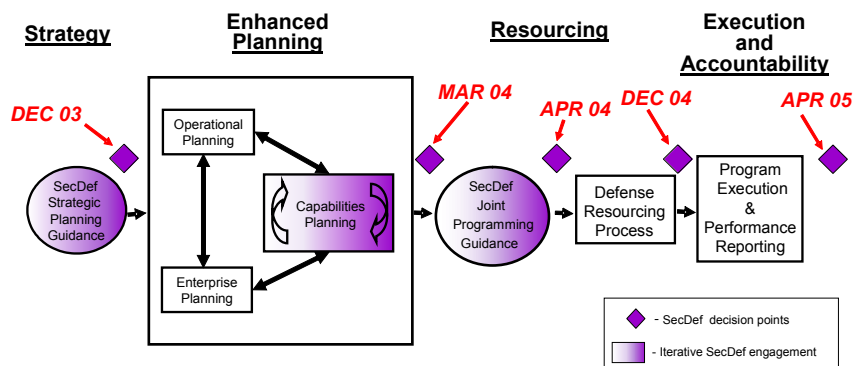 Strategy
Enhanced
Planning
Resourcing
Execution
and
Accountability
DEC 03
MAR 04
APR 04
DEC 04
APR 05
SecDef
Strategic
Planning
Guidance
Operational
Planning
Capabilities
Planning
Enterprise
Planning
SecDef
Joint
Programming
Guidance
Defense
Resourcing
Process
Program
Execution
&
Performance
Reporting
- SecDef decision points
- Iterative SecDef engagement